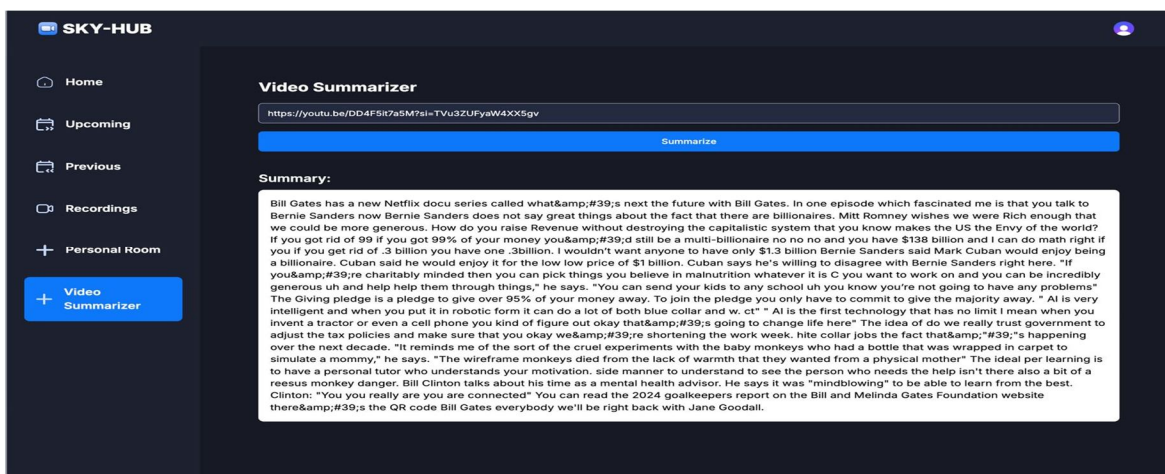 SKY-HUB
Home
Upcoming
Previous
Recordings
Personal Room
Video
Summarizer
Video Summarizer
https://youtu.be/DD4F5it7a5M?si=TVu3ZUFyaW4XX5gv
Summarize
Summary:
Bill Gates has a new Netflix docu series called what&amp;#39;s next the future with Bill Gates. In one episode which fascinated me is that you talk to
Bernie Sanders now Bernie Sanders does not say great things about the fact that there are billionaires. Mitt Romney wishes we were Rich enough that
we could be more generous. How do you raise Revenue without destroying the capitalistic system that you know makes the US the Envy of the world?
If you got rid of 99 if you got 99% of your money you&amp;#39;d still be a multi-billionaire no no no and you have $138 billion and I can do math right if
you if you get rid of .3 billion you have one .3billion. I wouldn't want anyone to have only $1.3 billion Bernie Sanders said Mark Cuban would enjoy being
a billionaire. Cuban said he would enjoy it for the low low price of $1 billion. Cuban says he's willing to disagree with Bernie Sanders right here. "If
you&amp;#39;re charitably minded then you can pick things you believe in malnutrition whatever it is C you want to work on and you can be incredibly
generous uh and help help them through things," he says. "You can send your kids to any school uh you know you're not going to have any problems"
The Giving pledge is a pledge to give over 95% of your money away. To join the pledge you only have to commit to give the majority away. " AI is very
intelligent and when you put it in robotic form it can do a lot of both blue collar and w. ct" " AI is the first technology that has no limit I mean when you
invent a tractor or even a cell phone you kind of figure out okay that&amp;#39;s going to change life here" The idea of do we really trust government to
adjust the tax policies and make sure that you okay we&amp;#39;re shortening the work week. hite collar jobs the fact that&amp;"#39;"s happening
over the next decade. "It reminds me of the sort of the cruel experiments with the baby monkeys who had a bottle that was wrapped in carpet to
simulate a mommy," he says. "The wireframe monkeys died from the lack of warmth that they wanted from a physical mother" The ideal per learning is
to have a personal tutor who understands your motivation. side manner to understand to see the person who needs the help isn't there also a bit of a
reesus monkey danger. Bill Clinton talks about his time as a mental health advisor. He says it was "mindblowing" to be able to learn from the best.
Clinton: "You you really are you are connected" You can read the 2024 goalkeepers report on the Bill and Melinda Gates Foundation website
there&amp;#39;s the QR code Bill Gates everybody we'll be right back with Jane Goodall.